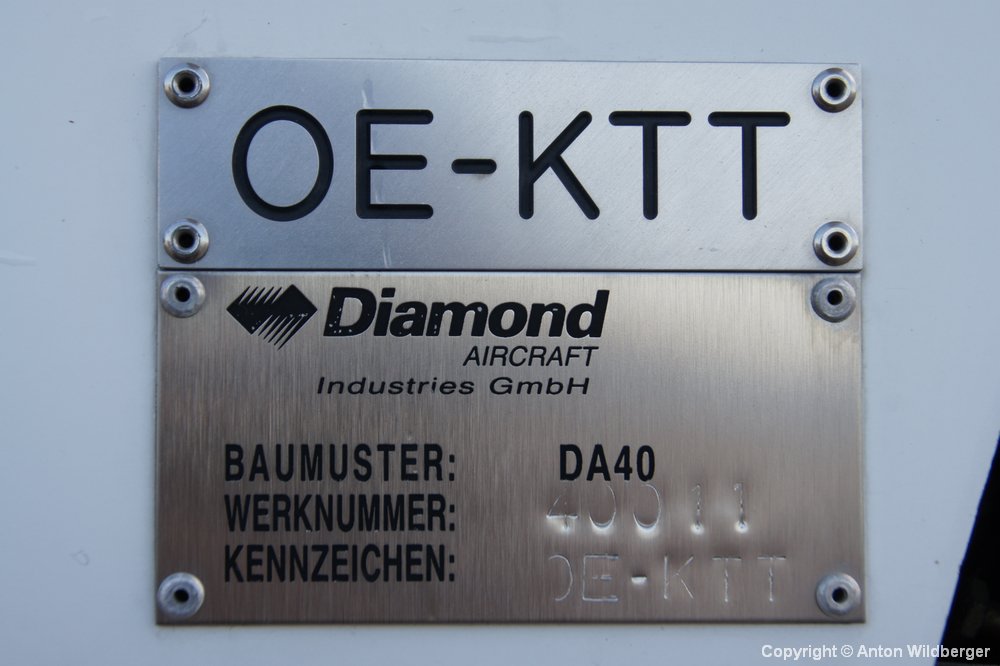 OE-KTT
Diamond
AIRCRAFT
Industries GmbH
BAUMUSTER: DA40
WERKNUMMER: 40011
KENNZEICHEN: OE-KTT
Copyright © Anton Wildberger